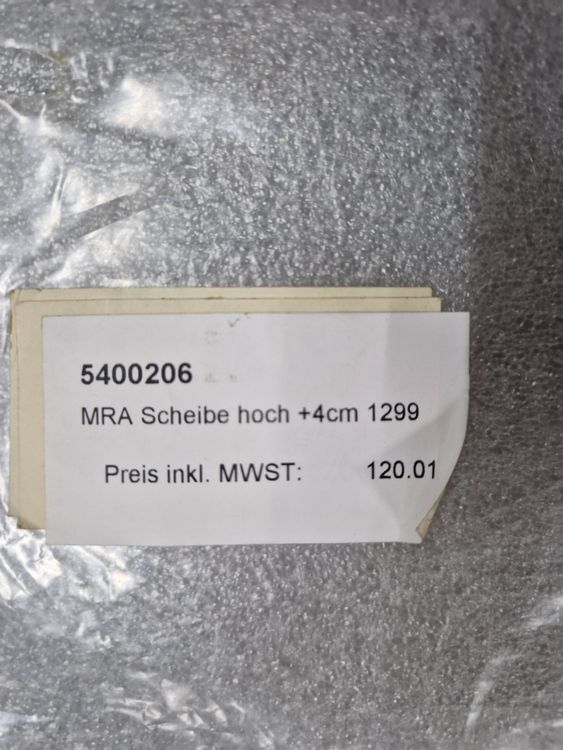 5400206
MRA Scheibe hoch +4cm 1299
Preis inkl. MWST: 120.01